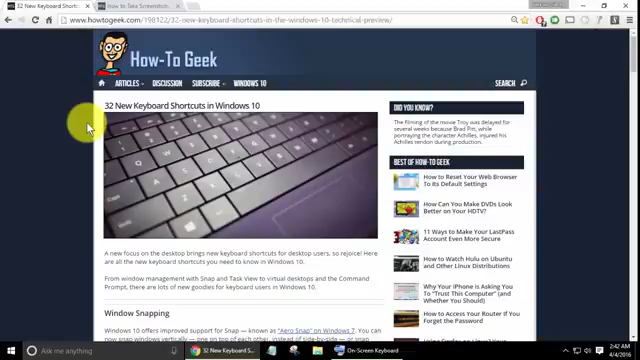 32 New Keyboard Shortcuts
How to Take Screenshots
www.howtogeek.com/198122/32-new-keyboard-shortcuts-in-the-windows-10-technical-preview/
How-To Geek
ARTICLES
DISCUSSION
SUBSCRIBE
WINDOWS 10
SEARCH
32 New Keyboard Shortcuts in Windows 10
A new focus on the desktop brings new keyboard shortcuts for desktop users, so rejoice! Here
are all the new keyboard shortcuts you need to know in Windows 10.
From window management with Snap and Task View to virtual desktops and the Command
Prompt, there are lots of new goodies for keyboard users in Windows 10.
Window Snapping
Windows 10 offers improved support for Snap — known as "Aero Snap" on Windows 7. You can
now snap windows vertically – one on top of each other, instead of side-by-side — or snap
DID YOU KNOW?
The filming of the movie Troy was delayed for
several weeks because Brad Pitt, while
portraying the character Achilles, injured his
Achilles tendon during production.
BEST OF HOW-TO GEEK
How to Reset Your Web Browser
To Its Default Settings
How Can You Make DVDs Look
Better on Your HDTV?
11 Ways to Make Your LastPass
Account Even More Secure
How to Watch Hulu on Ubuntu
and Other Linux Distributions
Why Your iPhone is Asking You
To "Trust This Computer" (and
Whether You Should)
How to Access Your Router If You
Forget the Password
Ask me anything
32 New Keyboard S...
On-Screen Keyboard
2:42 AM
4/4/2016